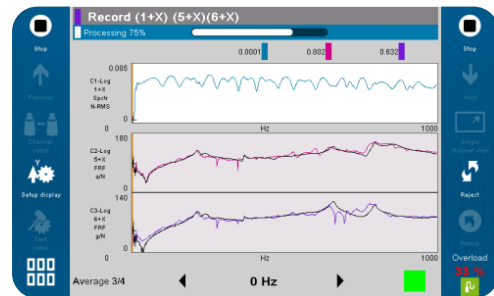 Record (1+X) (5+X)(6+X)
Processing 75%
Stop
Previous
Channel
setup
Setup display
Test
setup
0.0001 0.802 0.632
0.005
C1-Log
1+X
Spctr
N-RMS
0
0 Hz 1000
180
C2-Log
5+X
FRF
g/N
0
140
C3-Log
6+X
FRF
g/N
0
0 Hz 1000
Average 3/4 0 Hz
Stop
Next
Single
channel view
Reject
Return
Overload
33 %